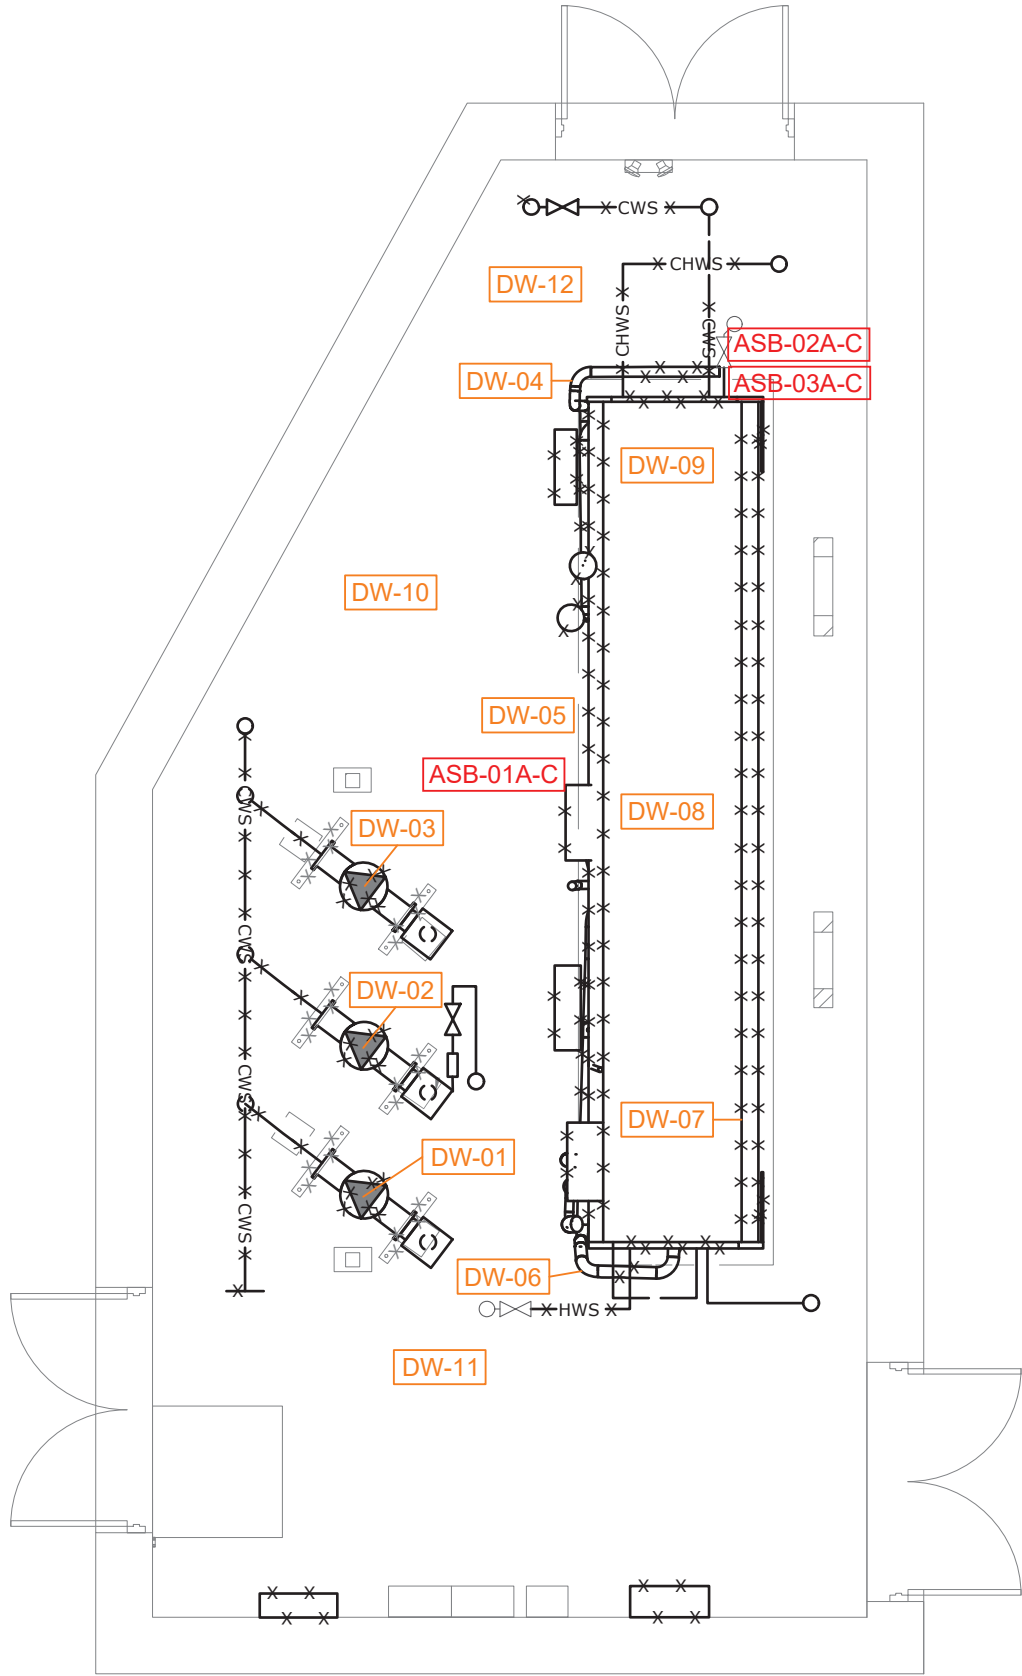 CWS
CHWS
DW-12
CHWS
CWS
ASB-02A-C
DW-04
ASB-03A-C
DW-09
DW-10
DW-05
ASB-01A-C
CWS
DW-03
DW-08
CWS
DW-02
CWS
DW-07
DW-01
CWS
DW-06
HWS
DW-11